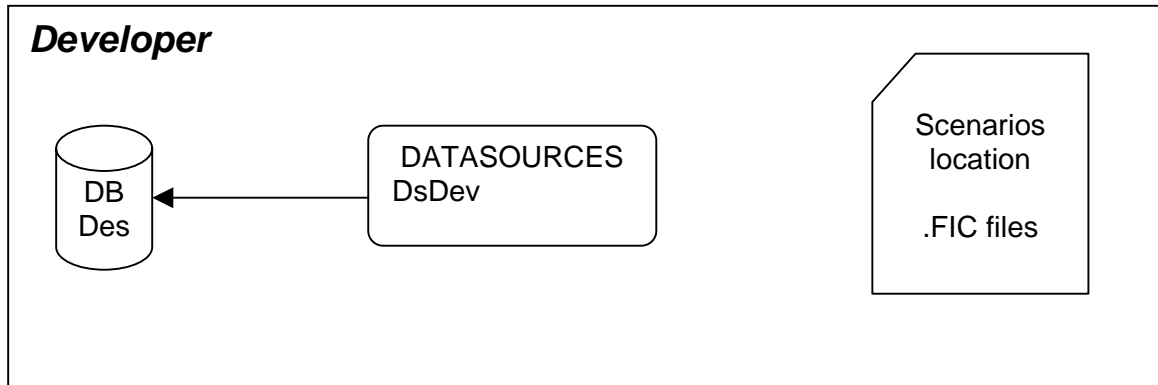 Developer
DB
Des
DATASOURCES
DsDev
Scenarios
location
.FIC files